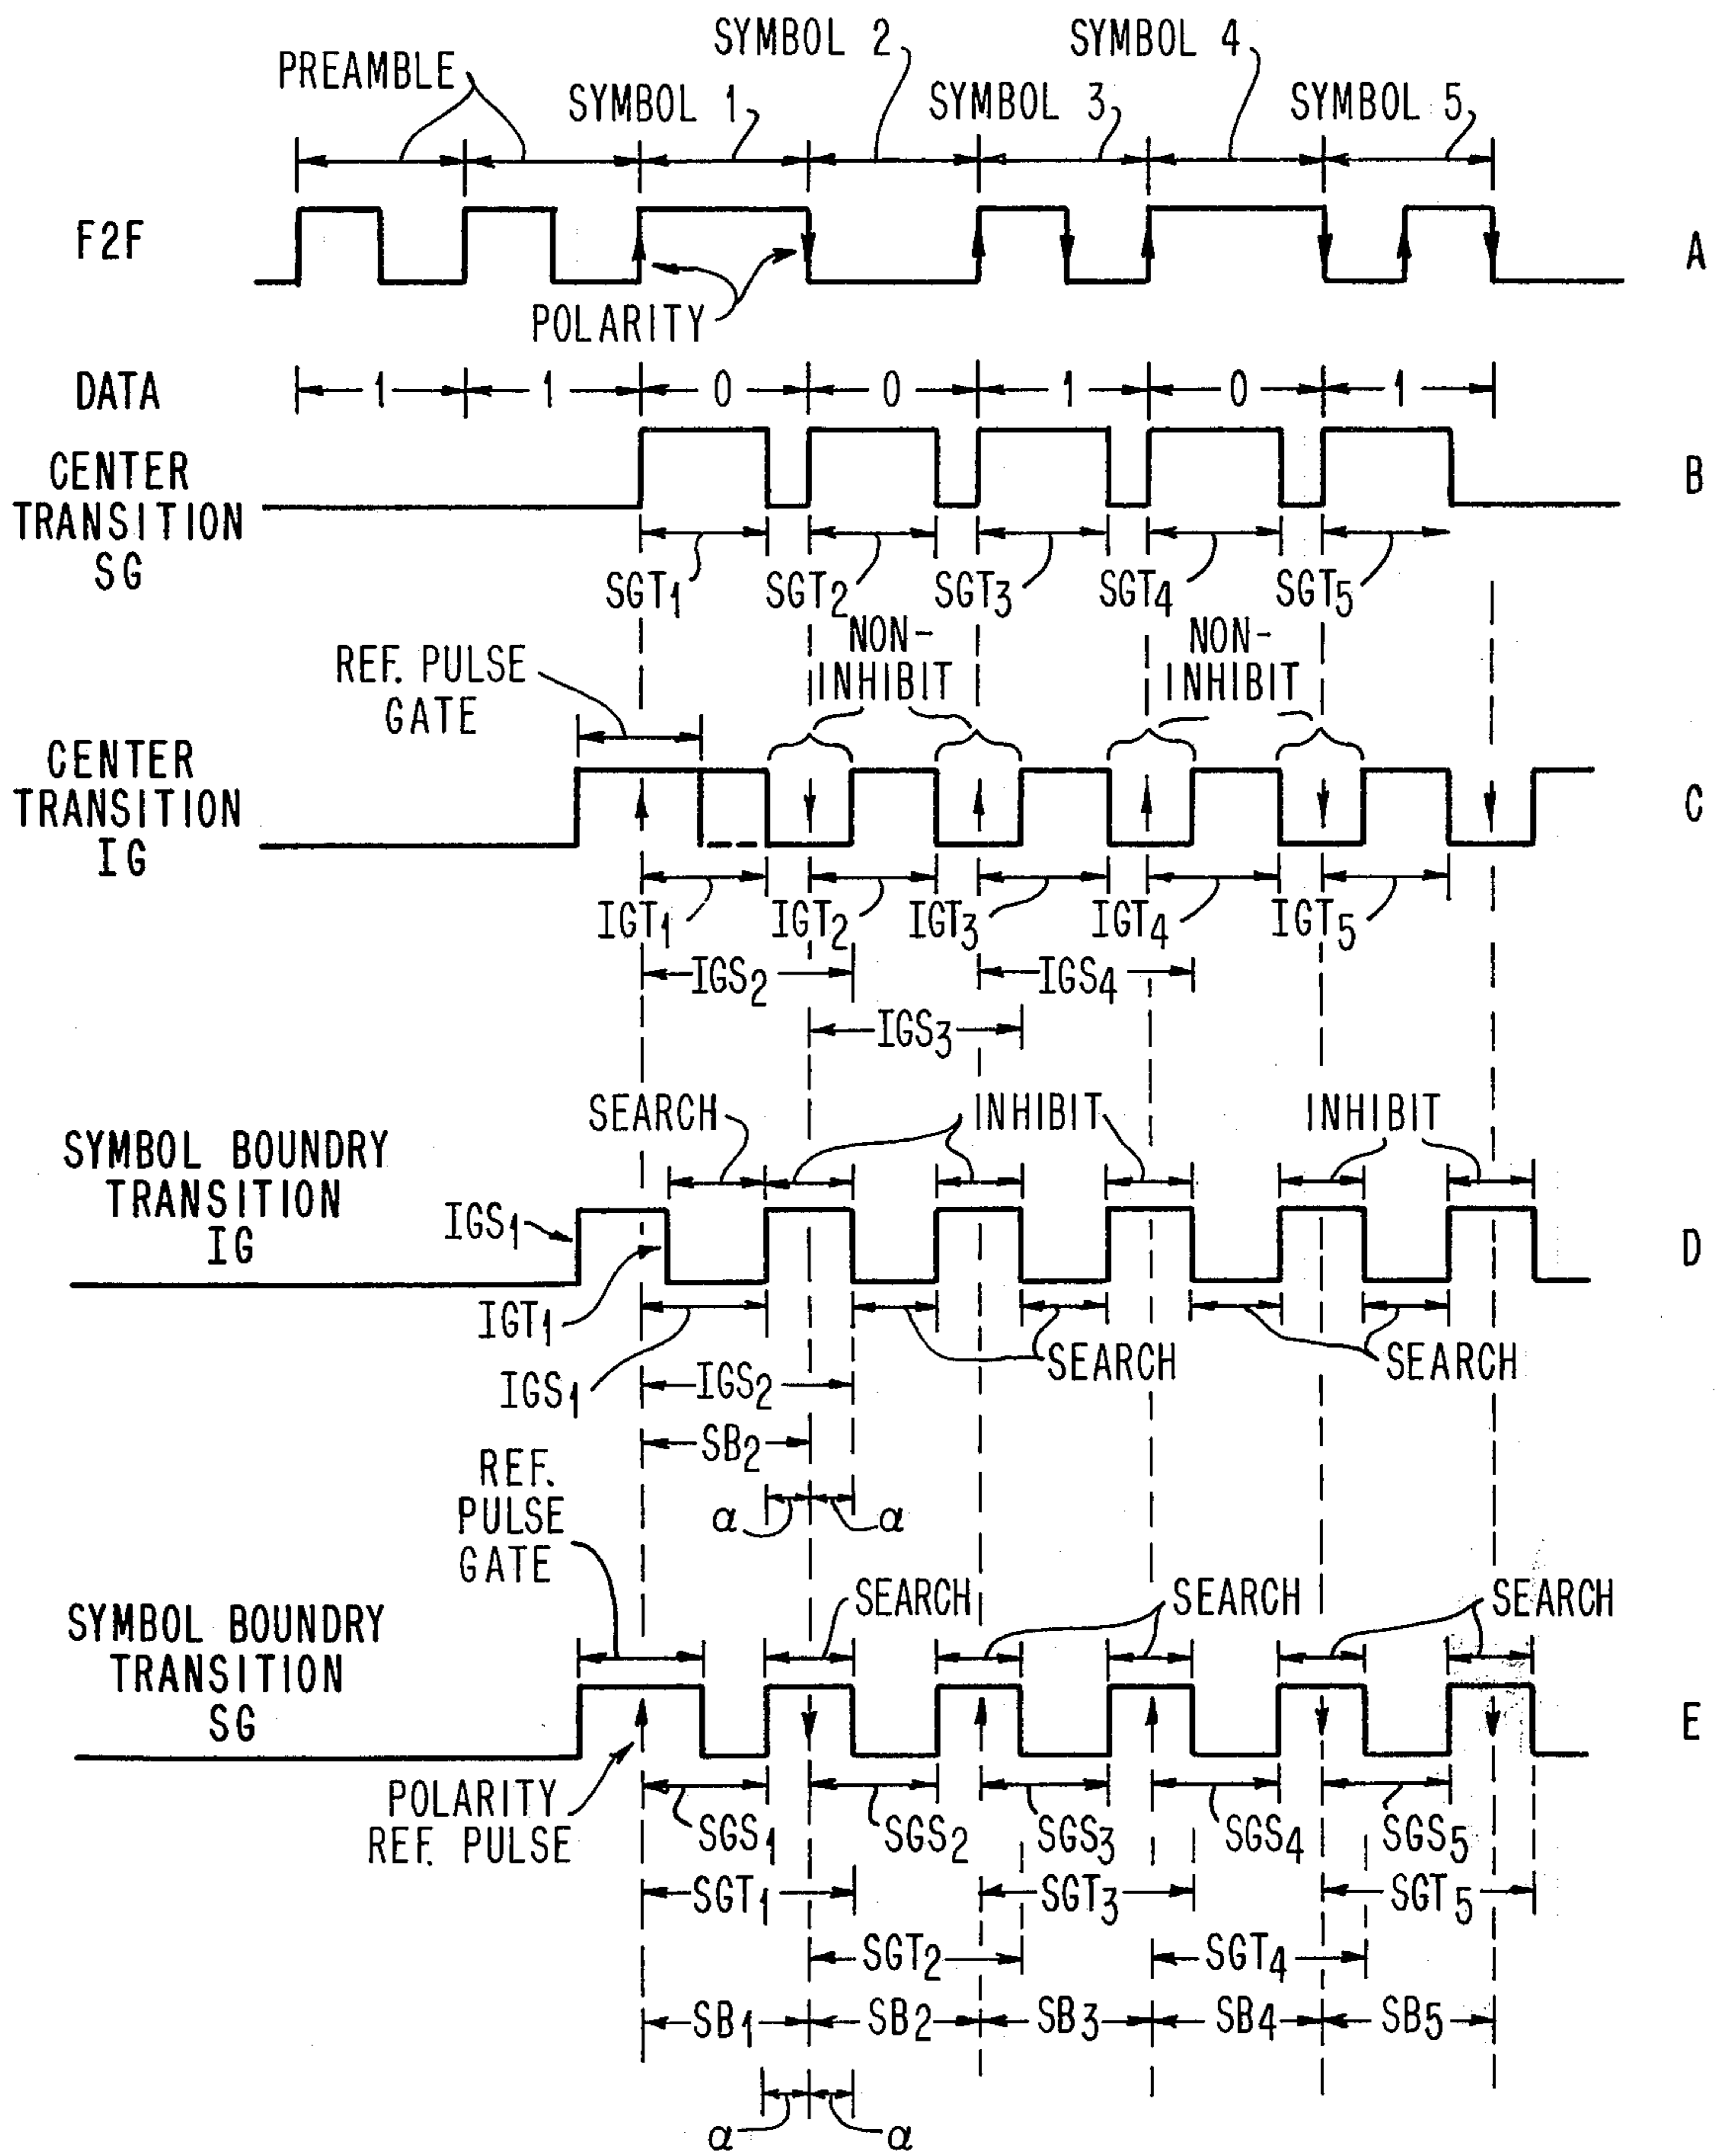 SYMBOL 2
SYMBOL 4
PREAMBLE
SYMBOL 1
SYMBOL 3
SYMBOL 5
F2F
A
POLARITY
DATA
1
1
0
0
1
0
1
CENTER
TRANSITION
SG
B
SGT1
SGT2
SGT3
SGT4
SGT5
NON-
INHIBIT
NON-
INHIBIT
REF. PULSE
GATE
CENTER
TRANSITION
IG
C
IGT1
IGT2
IGT3
IGT4
IGT5
IGS2
IGS4
IGS3
SEARCH
INHIBIT
INHIBIT
SYMBOL BOUNDRY
TRANSITION
IG
IGS1
D
IGT1
SEARCH
SEARCH
IGS1
IGS2
SB2
α
α
REF.
PULSE
GATE
SEARCH
SEARCH
SEARCH
SYMBOL BOUNDRY
TRANSITION
SG
E
POLARITY
REF. PULSE
SGS1
SGS2
SGS3
SGS4
SGS5
SGT1
SGT3
SGT5
SGT2
SGT4
SB1
SB2
SB3
SB4
SB5
α
α